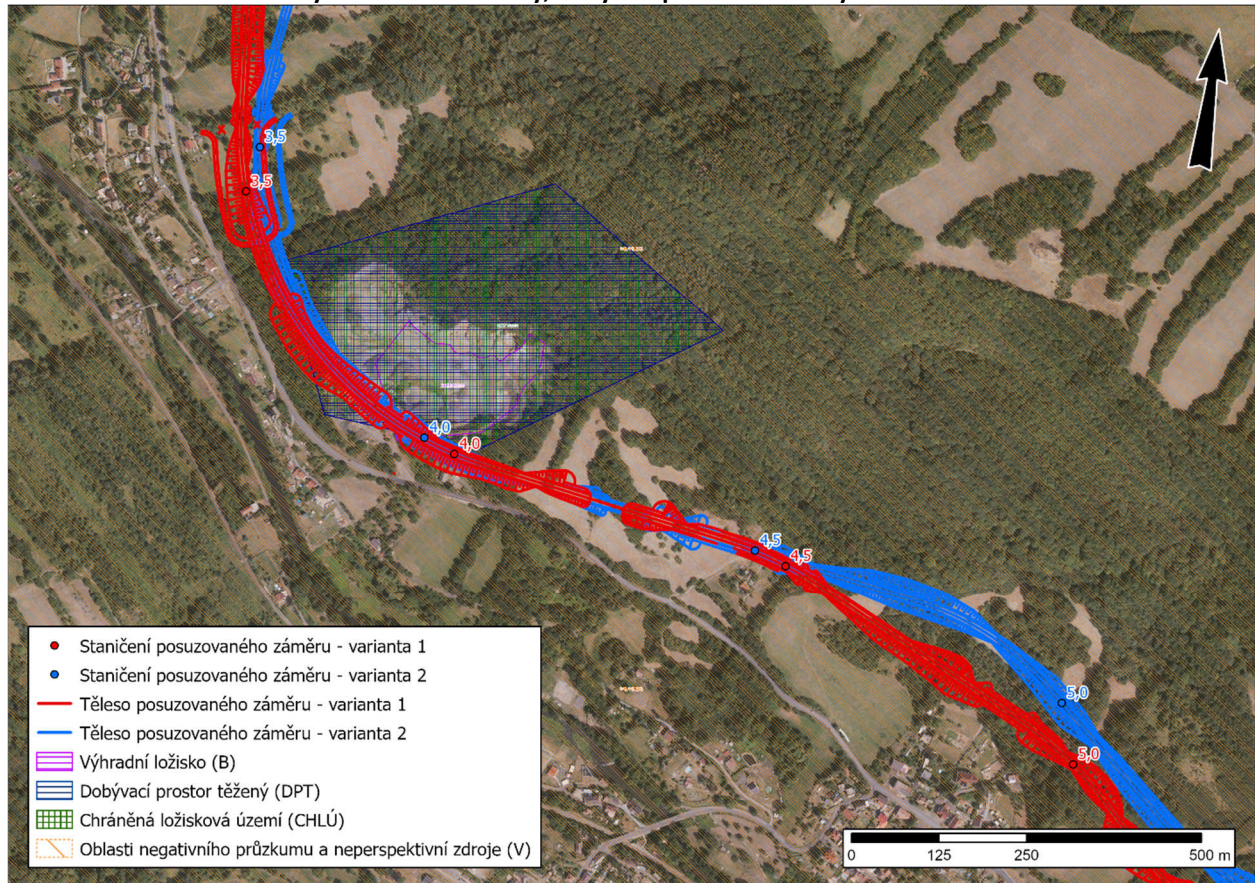 3,5
3,5
4,0
4,0
4,5
4,5
5,0
5,0
Staničení posuzovaného záměru - varianta 1
Staničení posuzovaného záměru - varianta 2
Těleso posuzovaného záměru - varianta 1
Těleso posuzovaného záměru - varianta 2
Výhradní ložisko (B)
Dobývací prostor těžený (DPT)
Chráněná ložisková území (CHLÚ)
Oblasti negativního průzkumu a neperspektivní zdroje (V)
0 125 250 500 m